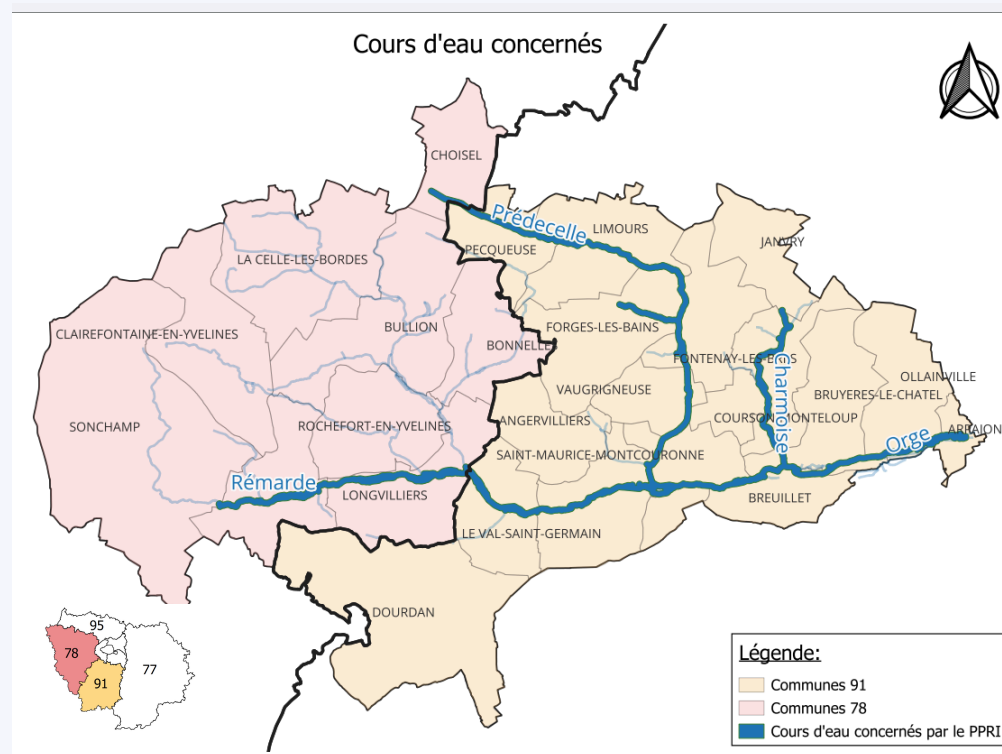 Cours d'eau concernés
CHOISEL
Prédecelle
LIMOURS
JANVRY
PECQUEUSE
LA CELLE-LES-BORDES
CLAIREFONTAINE-EN-YVELINES
BULLION
FORGES-LES-BAINS
BONNELLES
FONTENAY-LES-BRIIS
OLLAINVILLE
VAUGRIGNEUSE
BRUYERES-LE-CHATEL
Charmoise
SONCHAMP
ROCHEFORT-EN-YVELINES
ANGERVILLIERS
COURSON-MONTELOUP
ARPAJON
Orge
SAINT-MAURICE-MONTCOURONNE
Rémarde
LONGVILLIERS
BREUILLET
LE VAL-SAINT-GERMAIN
DOURDAN
95
78
77
91
Légende:
Communes 91
Communes 78
Cours d'eau concernés par le PPRI